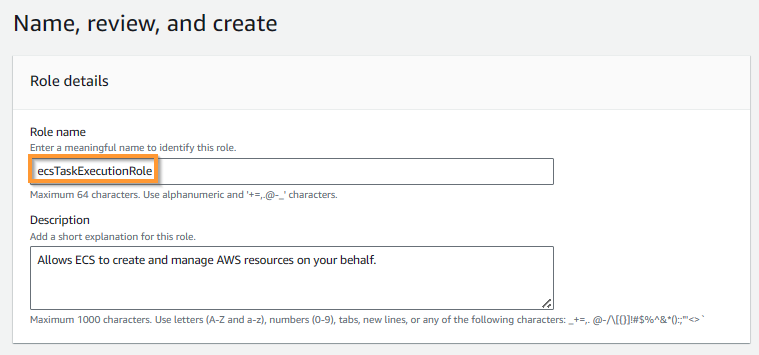 Name, review, and create
Role details
Role name
Enter a meaningful name to identify this role.
ecsTaskExecutionRole
Maximum 64 characters. Use alphanumeric and '+=,.@-_' characters.
Description
Add a short explanation for this role.
Allows ECS to create and manage AWS resources on your behalf.
Maximum 1000 characters. Use letters (A-Z and a-z), numbers (0-9), tabs, new lines, or any of the following characters: _+=,. @-/\[{}]!#$%^&*();:"'<>`